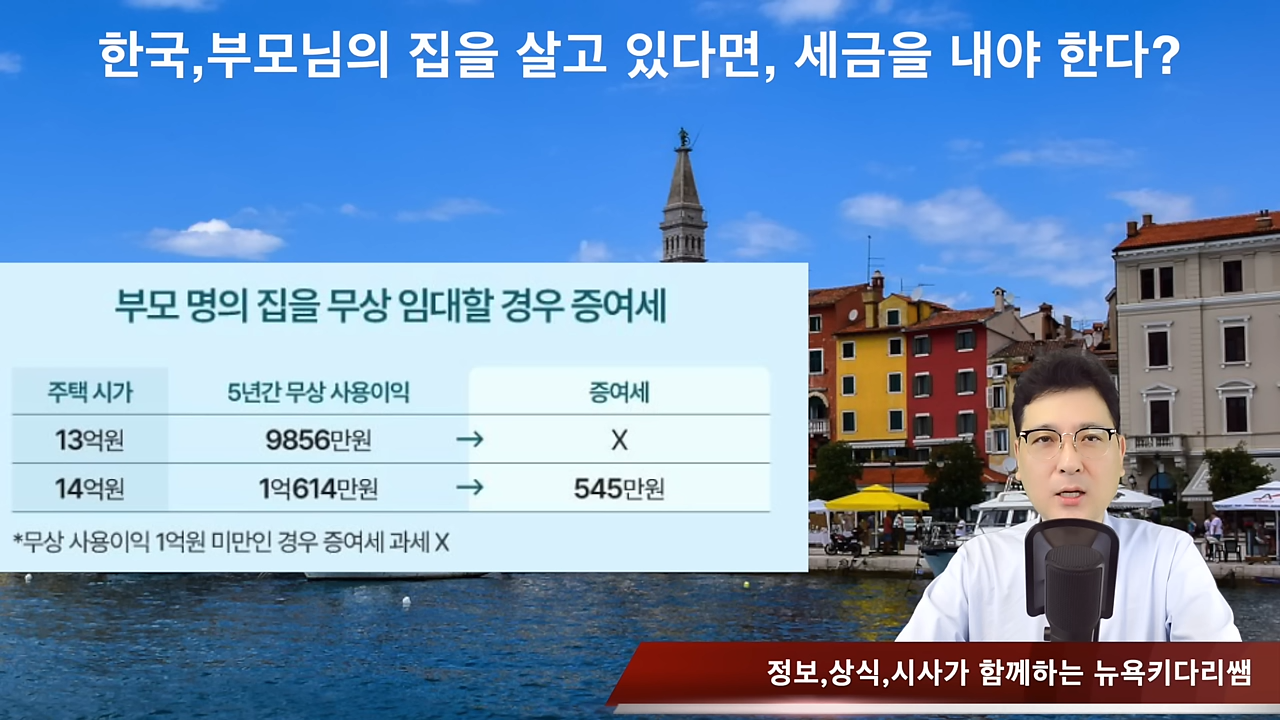 한국,부모님의 집을 살고 있다면, 세금을 내야 한다?
부모 명의 집을 무상 임대할 경우 증여세
주택 시가 5년간 무상 사용이익 증여세
13억원 9856만원 → X
14억원 1억614만원 → 545만원
*무상 사용이익 1억원 미만인 경우 증여세 과세 X
정보,상식,시사가 함께하는 뉴욕키다리쌤